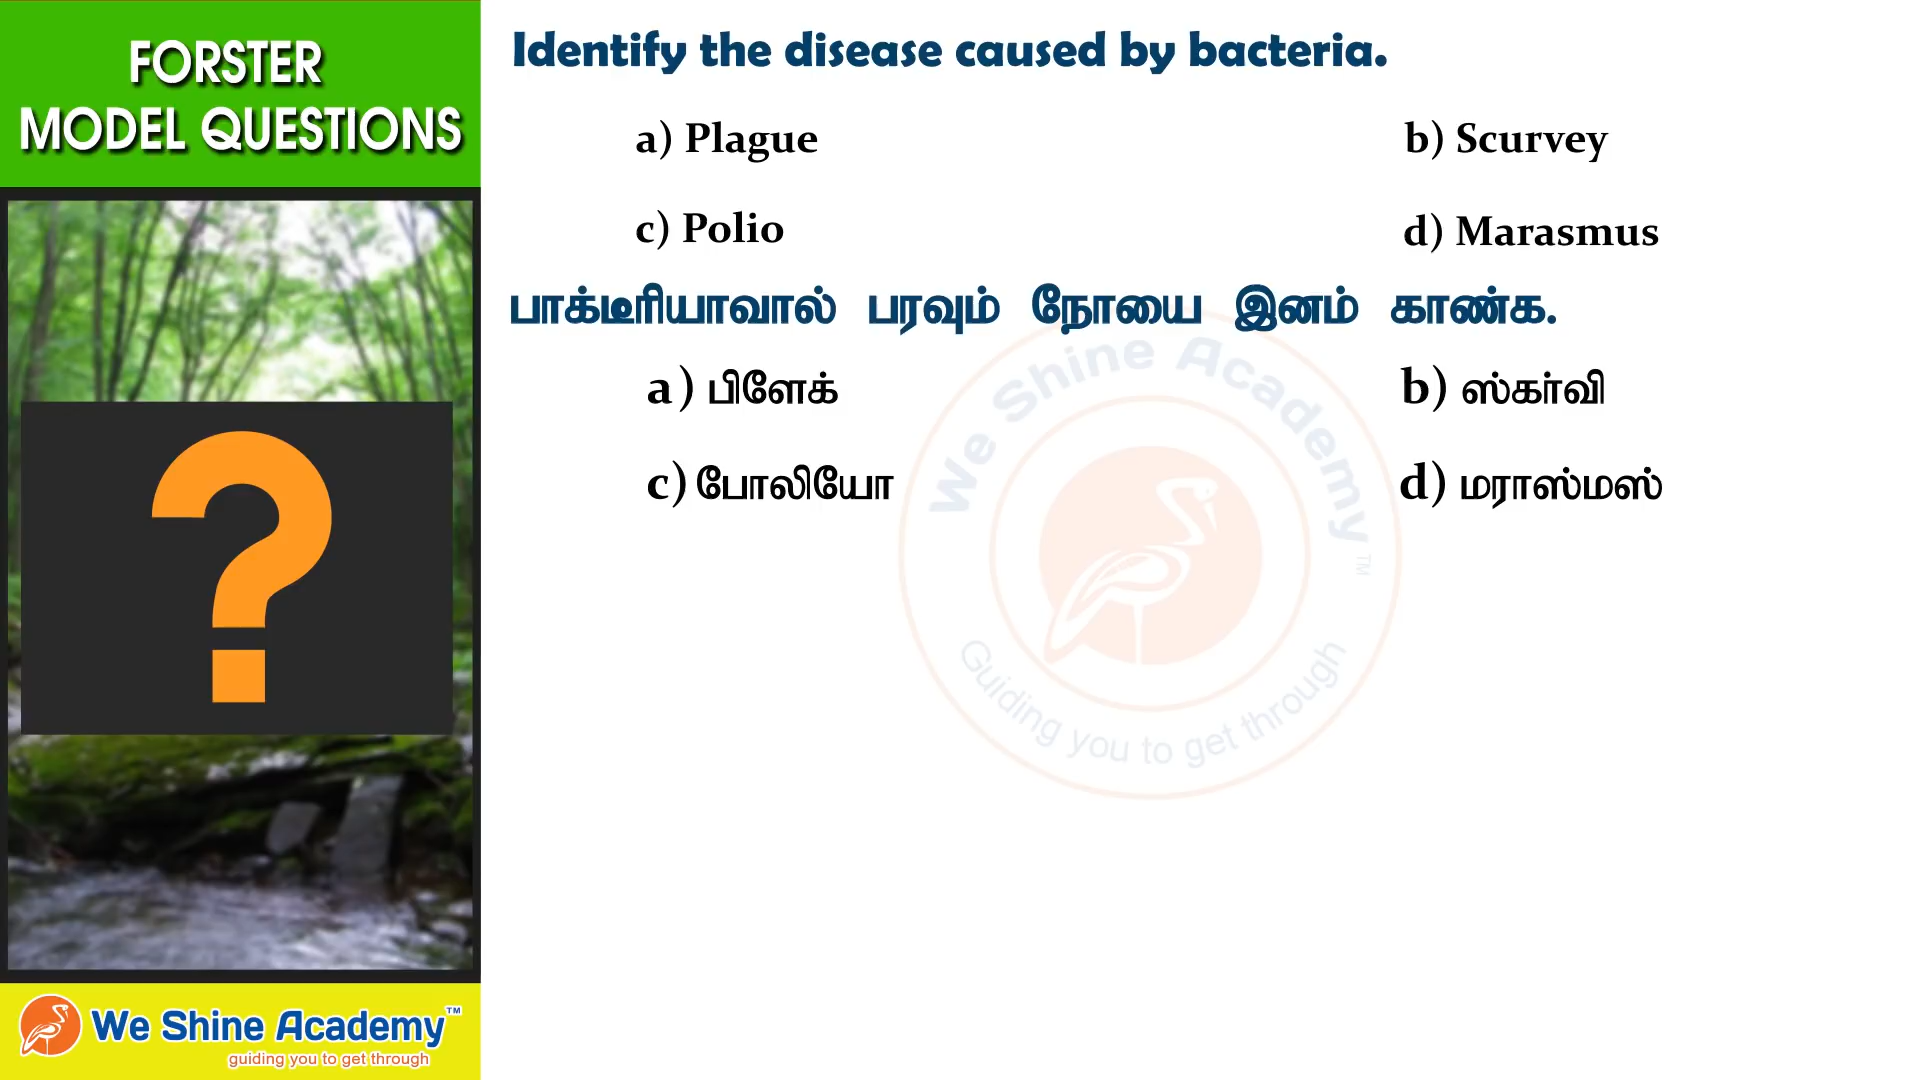 FORSTER
MODEL QUESTIONS
Identify the disease caused by bacteria.
a) Plague
b) Scurvey
c) Polio
d) Marasmus
பாக்டீரியாவால் பரவும் நோயை இனம் காண்க.
a) பிளேக்
b) ஸ்கர்வி
c) போலியோ
d) மராஸ்மஸ்
?
We Shine Academy™
Guiding you to get through
We Shine Academy™
guiding you to get through